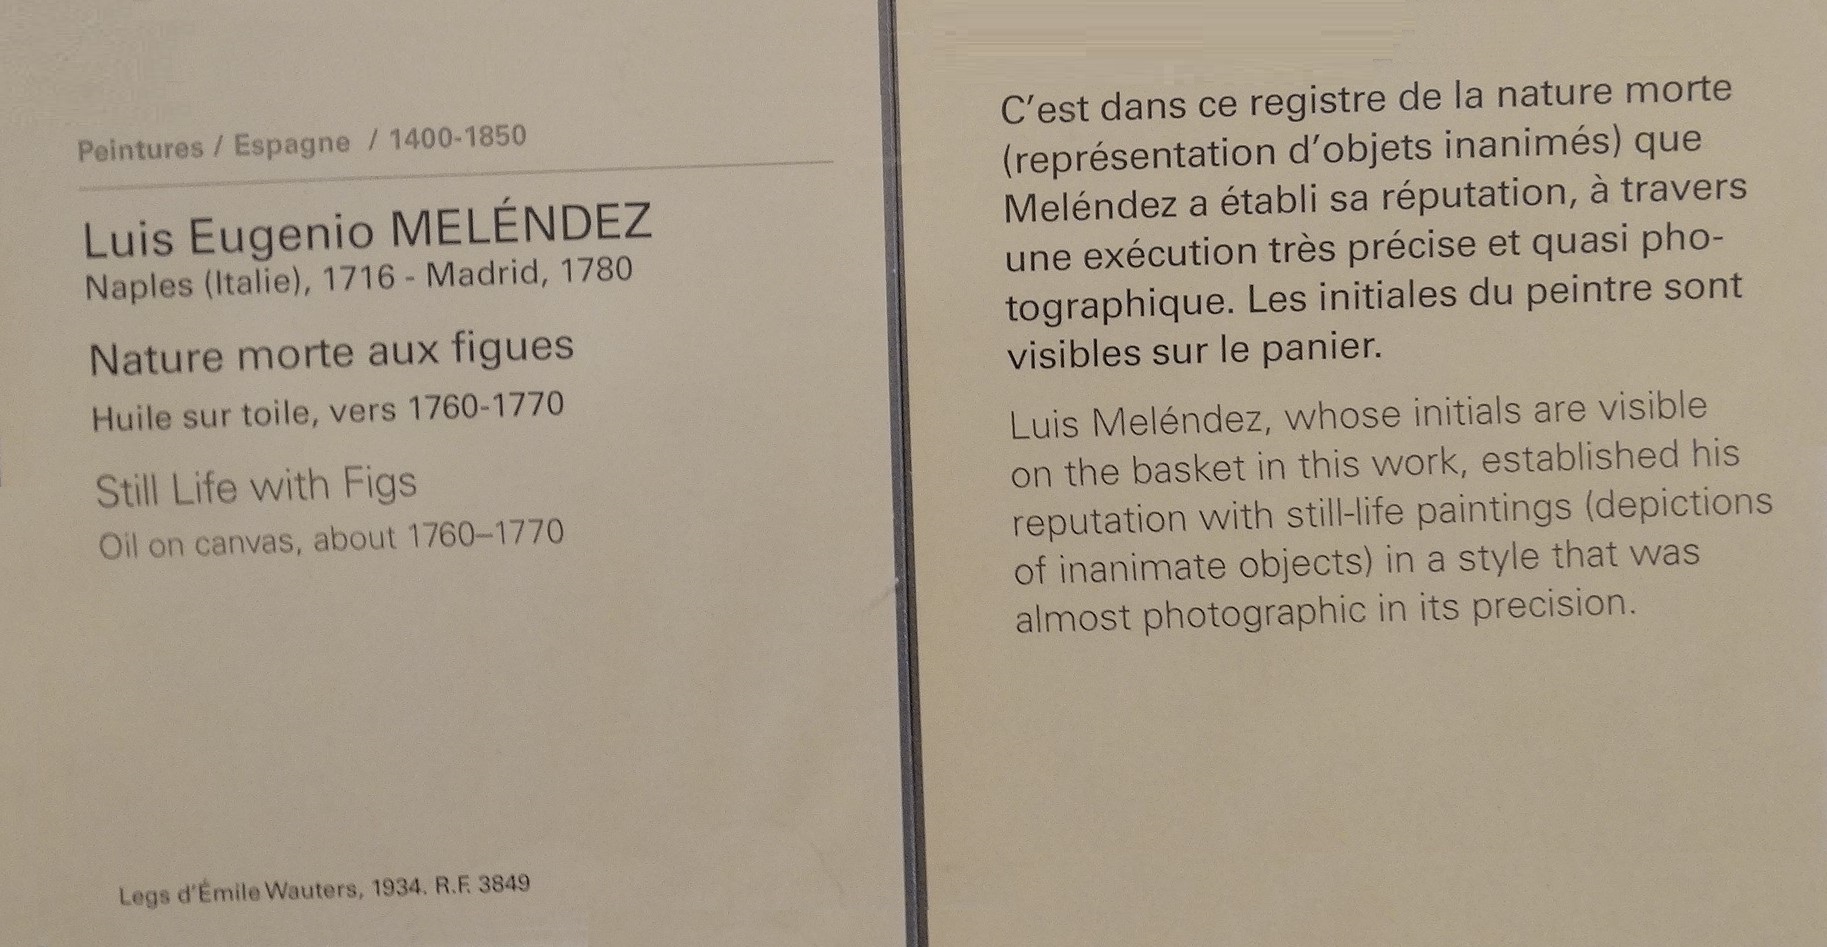 Peintures / Espagne / 1400-1850
Luis Eugenio MELÉNDEZ
Naples (Italie), 1716 - Madrid, 1780
Nature morte aux figues
Huile sur toile, vers 1760-1770
Still Life with Figs
Oil on canvas, about 1760–1770
Legs d'Émile Wauters, 1934. R.F. 3849
C'est dans ce registre de la nature morte
(représentation d'objets inanimés) que
Meléndez a établi sa réputation, à travers
une exécution très précise et quasi pho-
tographique. Les initiales du peintre sont
visibles sur le panier.
Luis Meléndez, whose initials are visible
on the basket in this work, established his
reputation with still-life paintings (depictions
of inanimate objects) in a style that was
almost photographic in its precision.